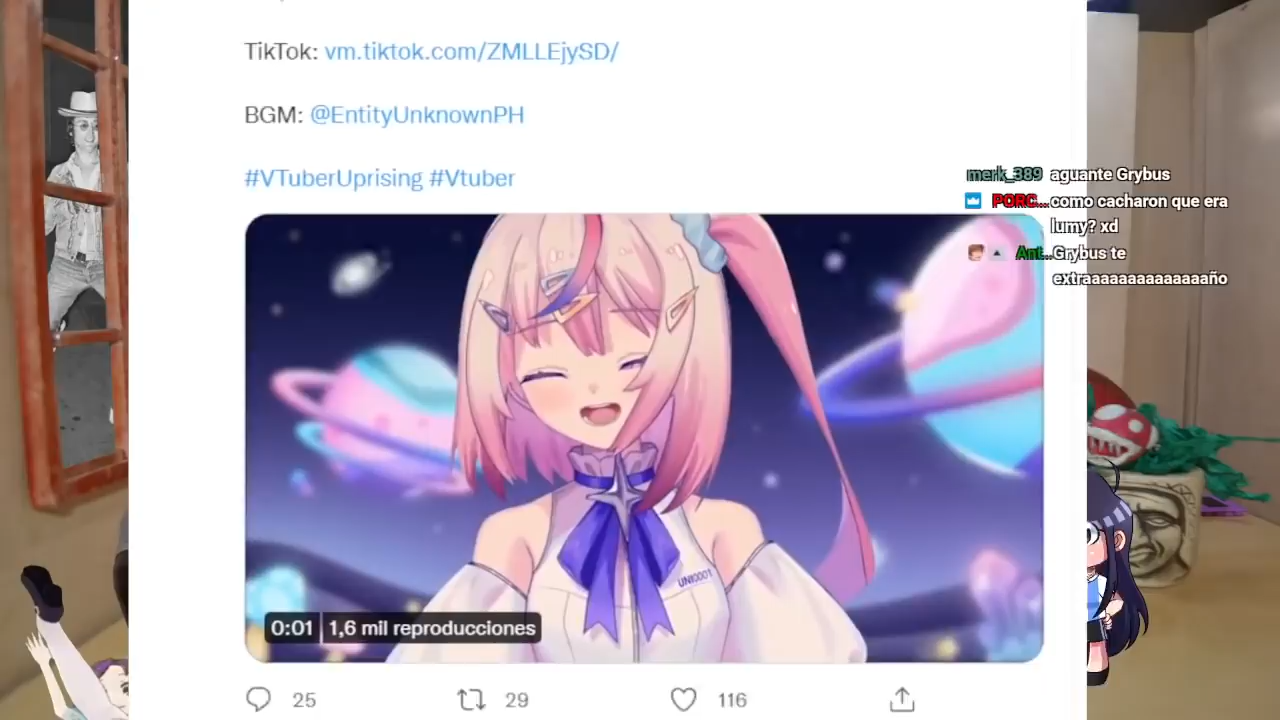 TikTok: vm.tiktok.com/ZMLLEjySD/
BGM: @EntityUnknownPH
#VTuberUprising #Vtuber
merk_389 aguante Grybus
PORC... como cacharon que era
lumy? xd
Ant... Grybus te
extraaaaaaaaaaaaaaño
UNI0001
0:01 1,6 mil reproducciones
25 29 116